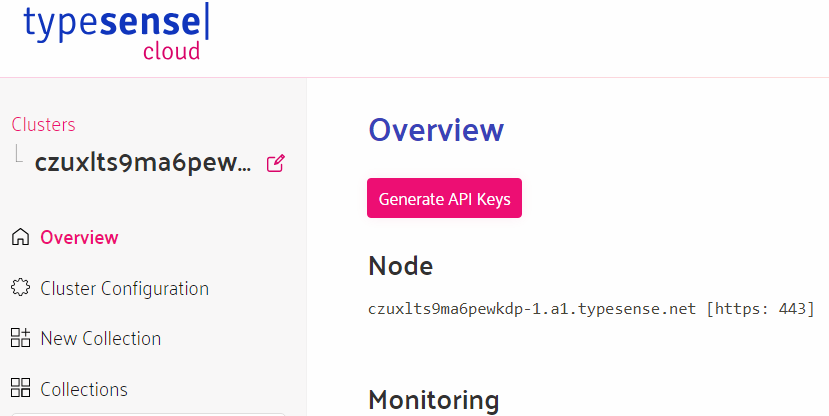 typesense
cloud
Clusters
czuxlts9ma6pew...
Overview
Cluster Configuration
New Collection
Collections
Overview
Generate API Keys
Node
czuxlts9ma6pewkdp-1.a1.typesense.net [https: 443]
Monitoring